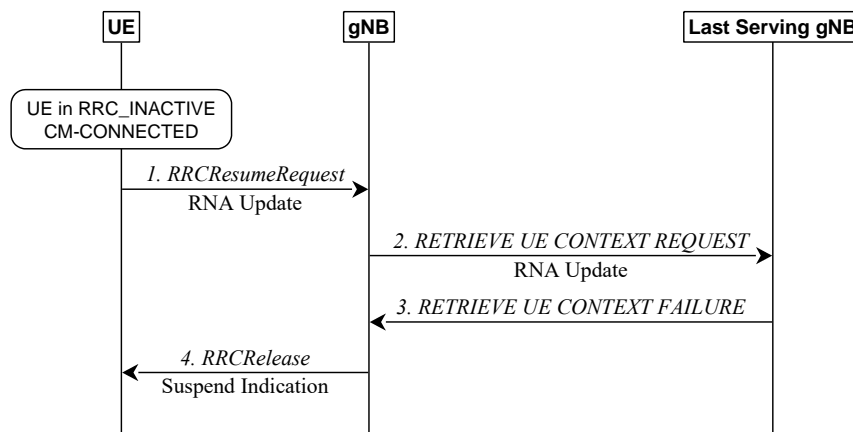 UE
gNB
Last Serving gNB
UE in RRC_INACTIVE
CM-CONNECTED
1. RRCResumeRequest
RNA Update
2. RETRIEVE UE CONTEXT REQUEST
RNA Update
3. RETRIEVE UE CONTEXT FAILURE
4. RRCRelease
Suspend Indication